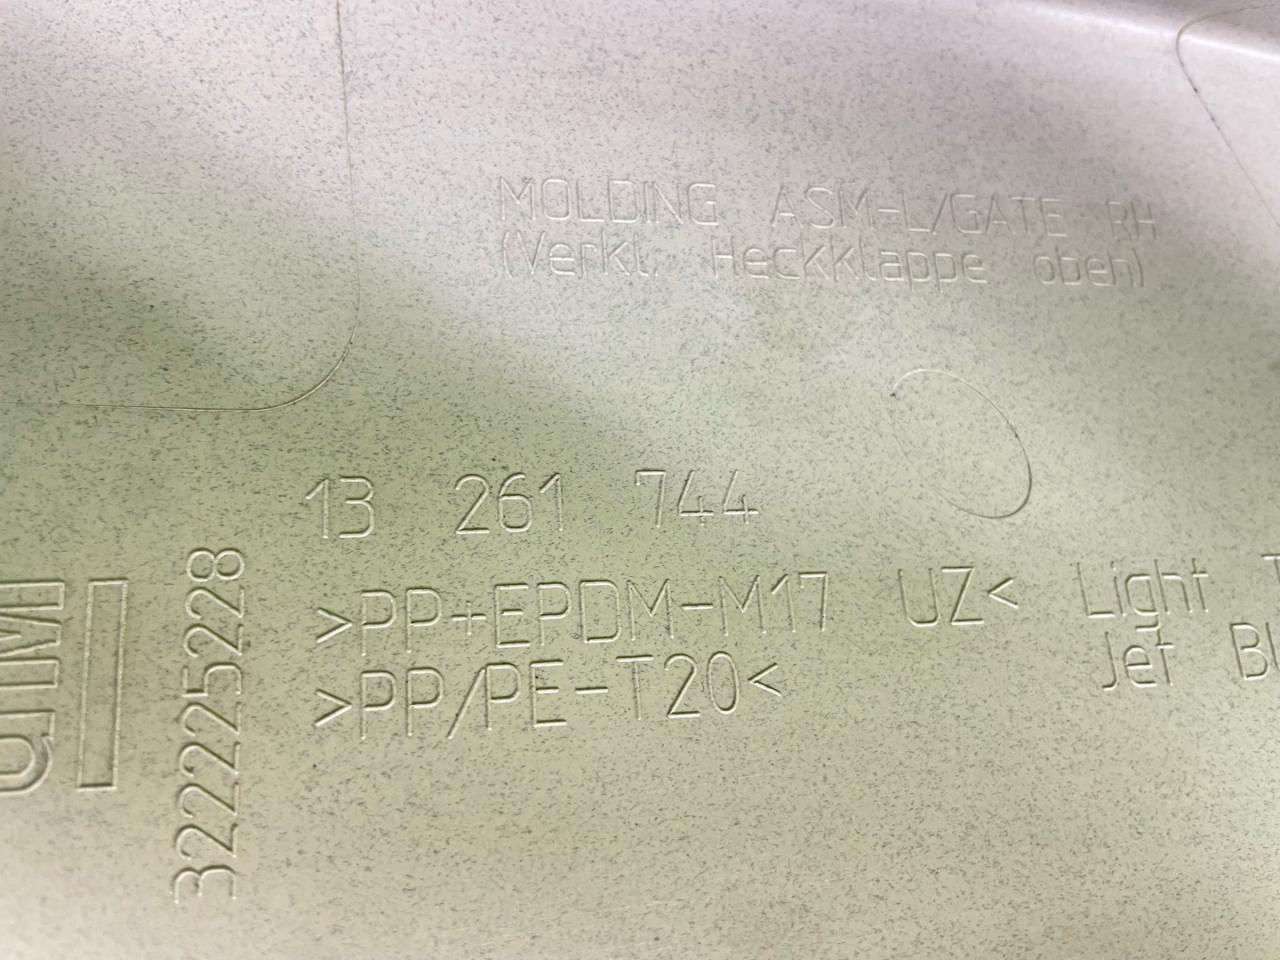 MOLDING ASM-L/GATE RH
(Verkl. Heckklappe oben)
13 261 744
>PP+EPDM-M17 UZ< Light
>PP/PE-T20< Jet
322225228